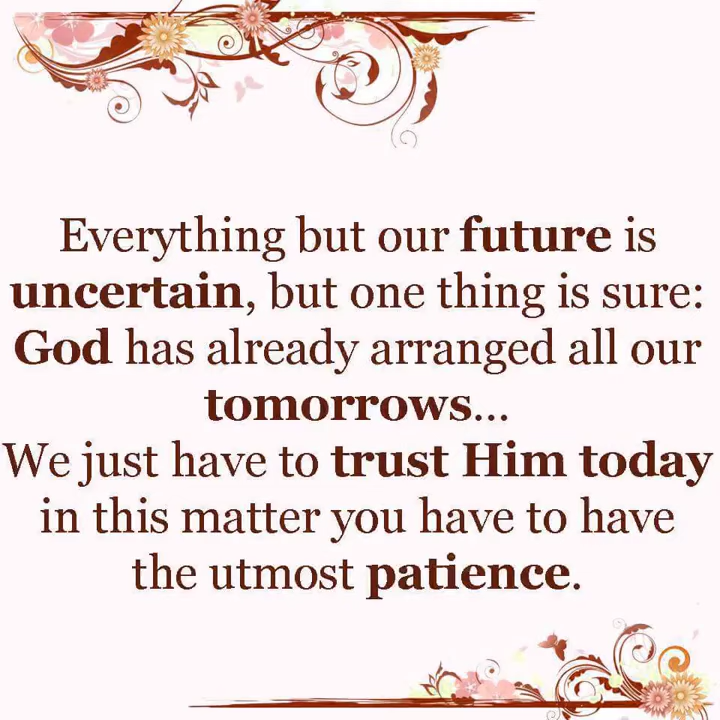 Everything but our future is
uncertain, but one thing is sure:
God has already arranged all our
tomorrows...
We just have to trust Him today
in this matter you have to have
the utmost patience.